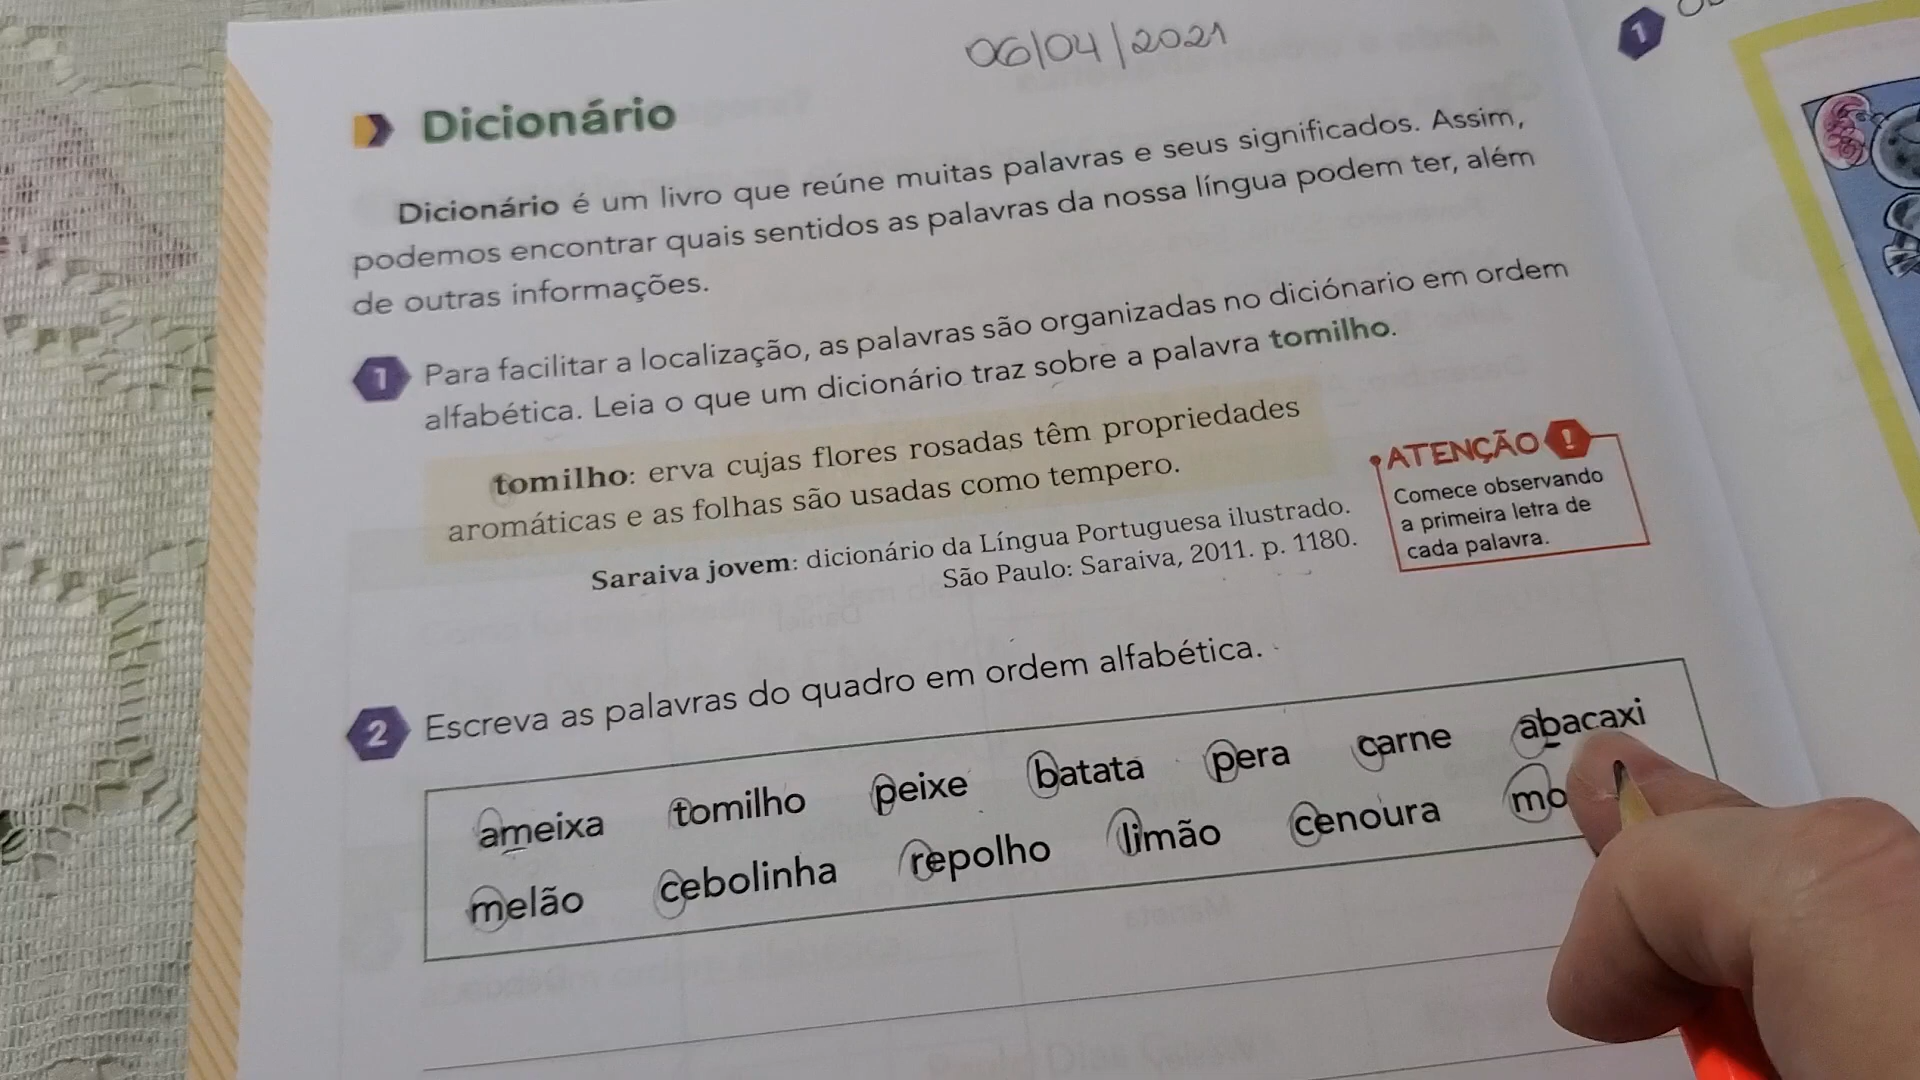 06/04/2021
Dicionário
Dicionário é um livro que reúne muitas palavras e seus significados. Assim,
podemos encontrar quais sentidos as palavras da nossa língua podem ter, além
de outras informações.
1 Para facilitar a localização, as palavras são organizadas no diciónario em ordem
alfabética. Leia o que um dicionário traz sobre a palavra tomilho.
tomilho: erva cujas flores rosadas têm propriedades
aromáticas e as folhas são usadas como tempero.
Saraiva jovem: dicionário da Língua Portuguesa ilustrado.
São Paulo: Saraiva, 2011. p. 1180.
ATENÇÃO !
Comece observando
a primeira letra de
cada palavra.
2 Escreva as palavras do quadro em ordem alfabética.
ameixa tomilho peixe batata pera carne abacaxi
melão cebolinha repolho limão cenoura
1